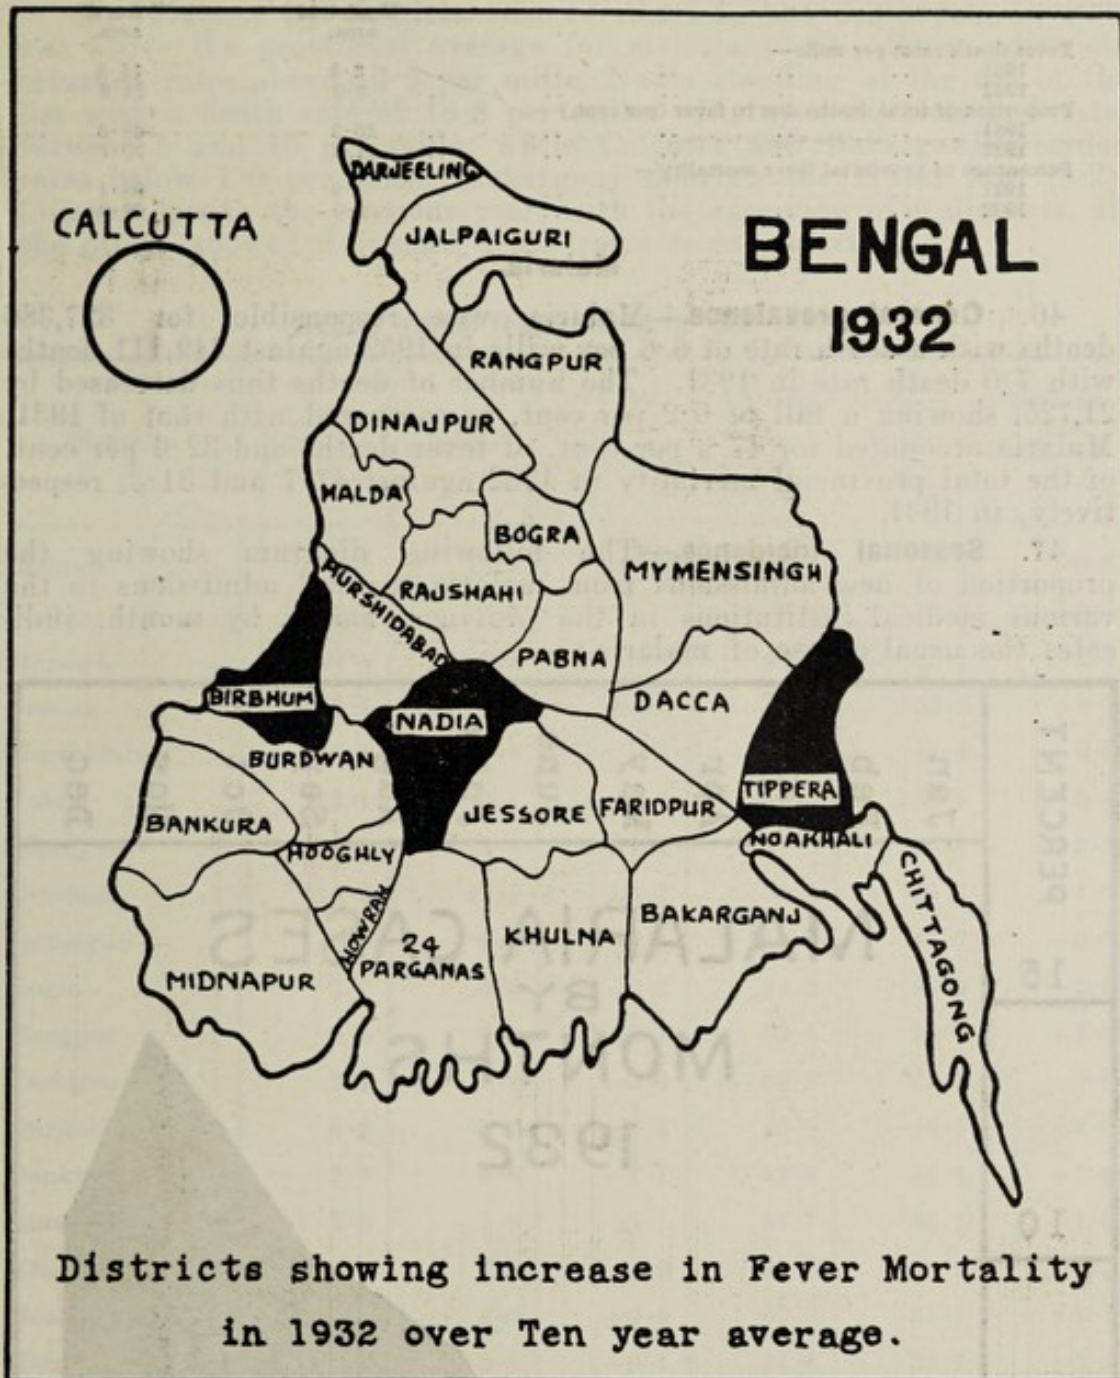 CALCUTTA
BENGAL
1932
DARJEELING
JALPAIGURI
RANGPUR
DINAJPUR
MALDA
BOGRA
MYMENSINGH
RAJSHAHI
MURSHIDABAD
PABNA
DACCA
BIRBHUM
NADIA
BURDWAN
TIPPERA
JESSORE
FARIDPUR
BANKURA
HOOGHLY
NOAKHALI
CHITTAGONG
HOWRAH
BAKARGANJ
24
PARGANAS
KHULNA
MIDNAPUR
Districts showing increase in Fever Mortality
in 1932 over Ten year average.